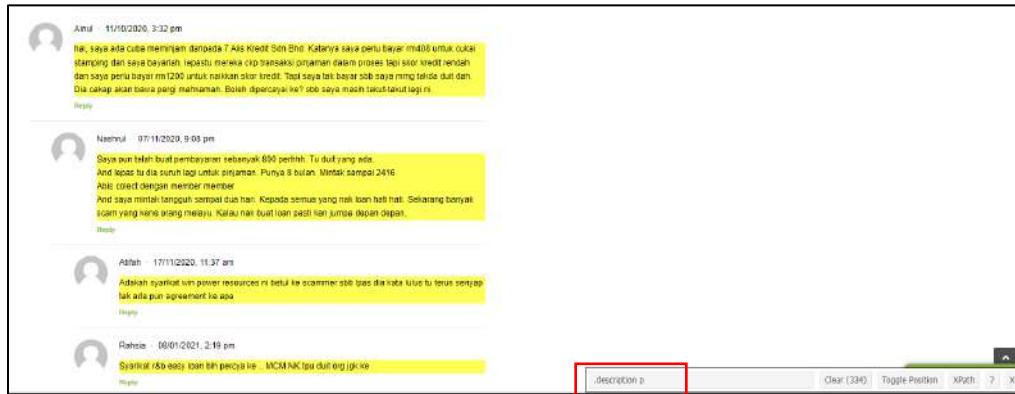 Ainul - 11/10/2020, 3:32 pm
hai, saya ada cuba meminjam daripada 7 Alis Kredit Sdn Bhd. Katanya saya perlu bayar rm408 untuk cukai
stamping dan saya bayarlah. lepastu mereka ckp transaksi pinjaman dalam proses tapi skor kredit rendah
dan saya perlu bayar rm1200 untuk naikkan skor kredit. Tapi saya tak bayar sbb saya mmg takda duit dah.
Dia cakap akan bawa pergi mahkamah. Boleh dipercayai ke? sbb saya masih takut-takut lagi ni.
Reply
Nashrul - 07/11/2020, 9:08 pm
Saya pun telah buat pembayaran sebanyak 890 perhhh. Tu duit yang ada.
And lepas tu dia suruh lagi untuk pinjaman. Punya 8 bulan. Mintak sampai 2416
Abis colect dengan member member
And saya mintak tangguh sampai dua hari. Kepada semua yang nak loan hati hati. Sekarang banyak
scam yang kene orang melayu. Kalau nak buat loan pasti kan jumpa depan depan.
Reply
Atifah - 17/11/2020, 11:37 am
Adakah syarikat win power resources ni betul ke scammer sbb lpas dia kata lulus tu terus senyap
tak ada pun agreement ke apa
Reply
Rahsia - 08/01/2021, 2:19 pm
Syarikat r&b easy loan blh percya ke .. MCM NK tpu duit org jgk ke
Reply
.description p
Clear (334) Toggle Position XPath ? X